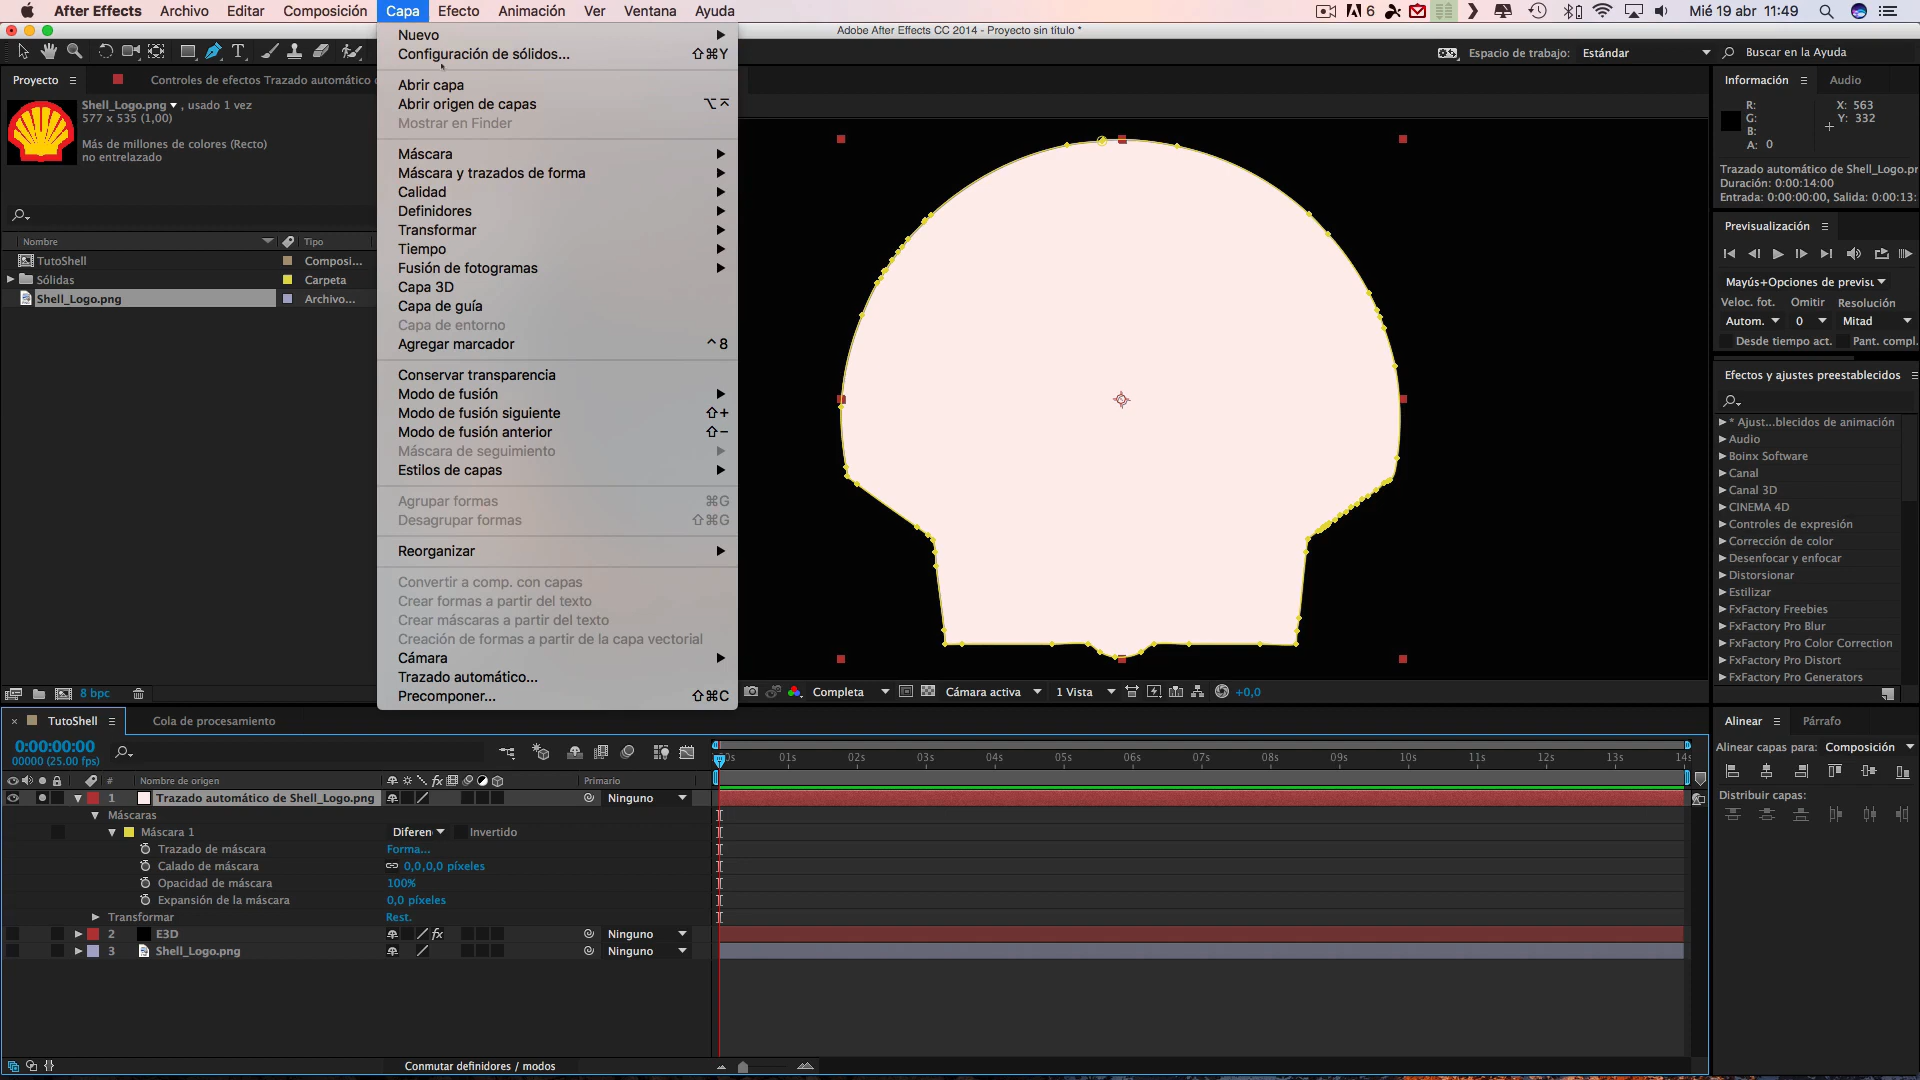 After Effects Archivo Editar Composición Capa Efecto Animación Ver Ventana Ayuda 6 Mié 19 abr 11:49
Adobe After Effects CC 2014 - Proyecto sin título *
Espacio de trabajo: Estándar Buscar en la Ayuda
Proyecto Controles de efectos Trazado automático
Shell_Logo.png , usado 1 vez
577 x 535 (1,00)
Más de millones de colores (Recto)
no entrelazado
Nombre Tipo
TutoShell Composi...
Sólidas Carpeta
Shell_Logo.png Archivo...
8 bpc
Nuevo
Configuración de sólidos... ⇧⌘Y
Abrir capa
Abrir origen de capas
Mostrar en Finder
Máscara
Máscara y trazados de forma
Calidad
Definidores
Transformar
Tiempo
Fusión de fotogramas
Capa 3D
Capa de guía
Capa de entorno
Agregar marcador ^8
Conservar transparencia
Modo de fusión
Modo de fusión siguiente ⇧+
Modo de fusión anterior ⇧−
Máscara de seguimiento
Estilos de capas
Agrupar formas ⌘G
Desagrupar formas ⇧⌘G
Reorganizar
Convertir a comp. con capas
Crear formas a partir del texto
Crear máscaras a partir del texto
Creación de formas a partir de la capa vectorial
Cámara
Trazado automático...
Precomponer... ⇧⌘C
Completa Cámara activa 1 Vista +0,0
Información Audio
R: X: 563
G: Y: 332
B:
A: 0
Trazado automático de Shell_Logo.pr
Duración: 0:00:14:00
Entrada: 0:00:00:00, Salida: 0:00:13:
Previsualización
Mayús+Opciones de previsu
Veloc. fot. Omitir Resolución
Autom. 0 Mitad
Desde tiempo act. Pant. compl.
Efectos y ajustes preestablecidos
* Ajust...blecidos de animación
Audio
Boinx Software
Canal
Canal 3D
CINEMA 4D
Controles de expresión
Corrección de color
Desenfocar y enfocar
Distorsionar
Estilizar
FxFactory Freebies
FxFactory Pro Blur
FxFactory Pro Color Correction
FxFactory Pro Distort
FxFactory Pro Generators
Alinear Párrafo
Alinear capas para: Composición
Distribuir capas:
TutoShell Cola de procesamiento
0:00:00:00
00000 (25.00 fps)
00s 01s 02s 03s 04s 05s 06s 07s 08s 09s 10s 11s 12s 13s 14s
# Nombre de origen fx Primario
1 Trazado automático de Shell_Logo.png Ninguno
Máscaras
Máscara 1 Diferen Invertido
Trazado de máscara Forma...
Calado de máscara 0,0,0,0 píxeles
Opacidad de máscara 100%
Expansión de la máscara 0,0 píxeles
Transformar Rest.
2 E3D fx Ninguno
3 Shell_Logo.png Ninguno
Conmutar definidores / modos